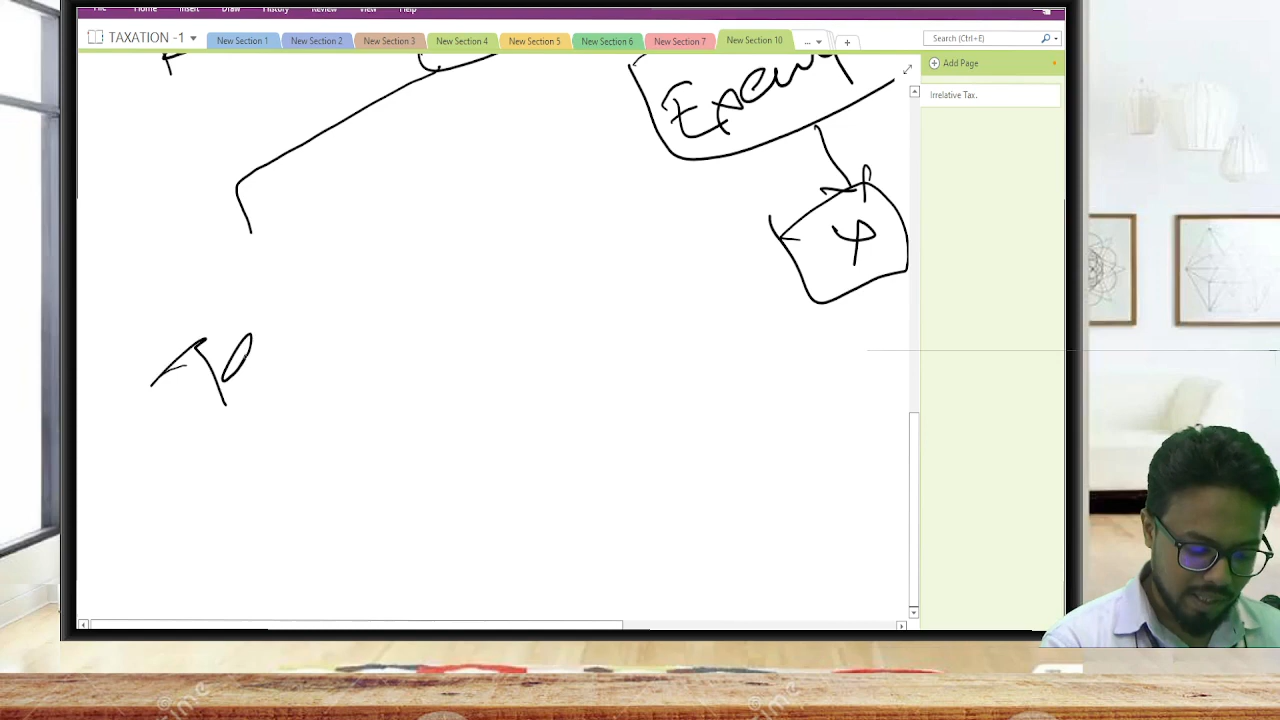 Home Insert Draw History Review View Help
TAXATION -1 New Section 1 New Section 2 New Section 3 New Section 4 New Section 5 New Section 6 New Section 7 New Section 10 ... Search (Ctrl+E)
Add Page
Irrelative Tax.
Exemp